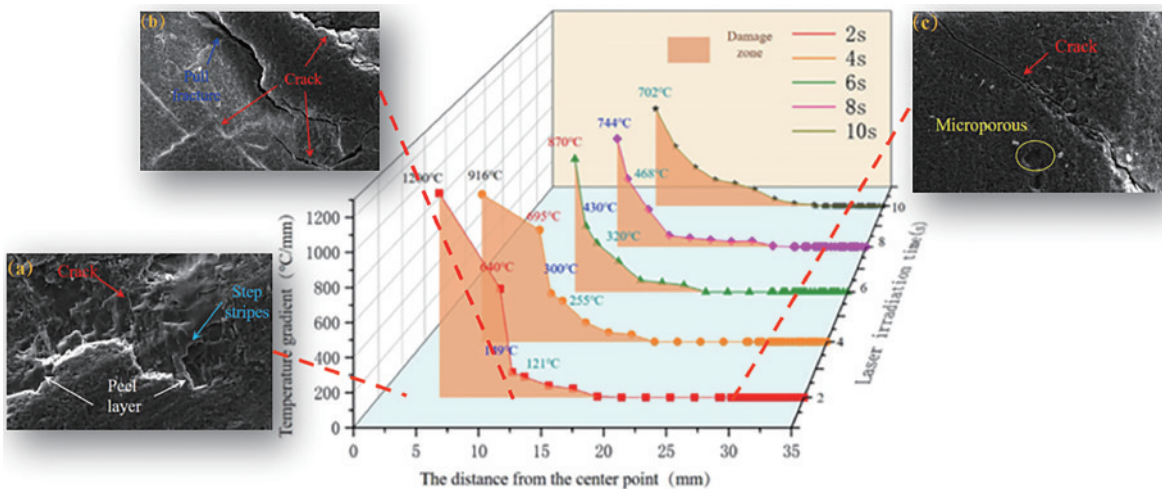 (b)
Pull
fracture
Crack
(a)
Crack
Step
stripes
Peel
layer
(c)
Crack
Microporous
Damage
zone
2s
4s
6s
8s
10s
1200°C
640°C
149°C
121°C
916°C
695°C
300°C
255°C
870°C
430°C
320°C
744°C
468°C
702°C
Temperature gradient (°C/mm)
1200
1000
800
600
400
200
0
0
5
10
15
20
25
30
35
The distance from the center point (mm)
2
4
6
8
10
Laser irradiation time(s)